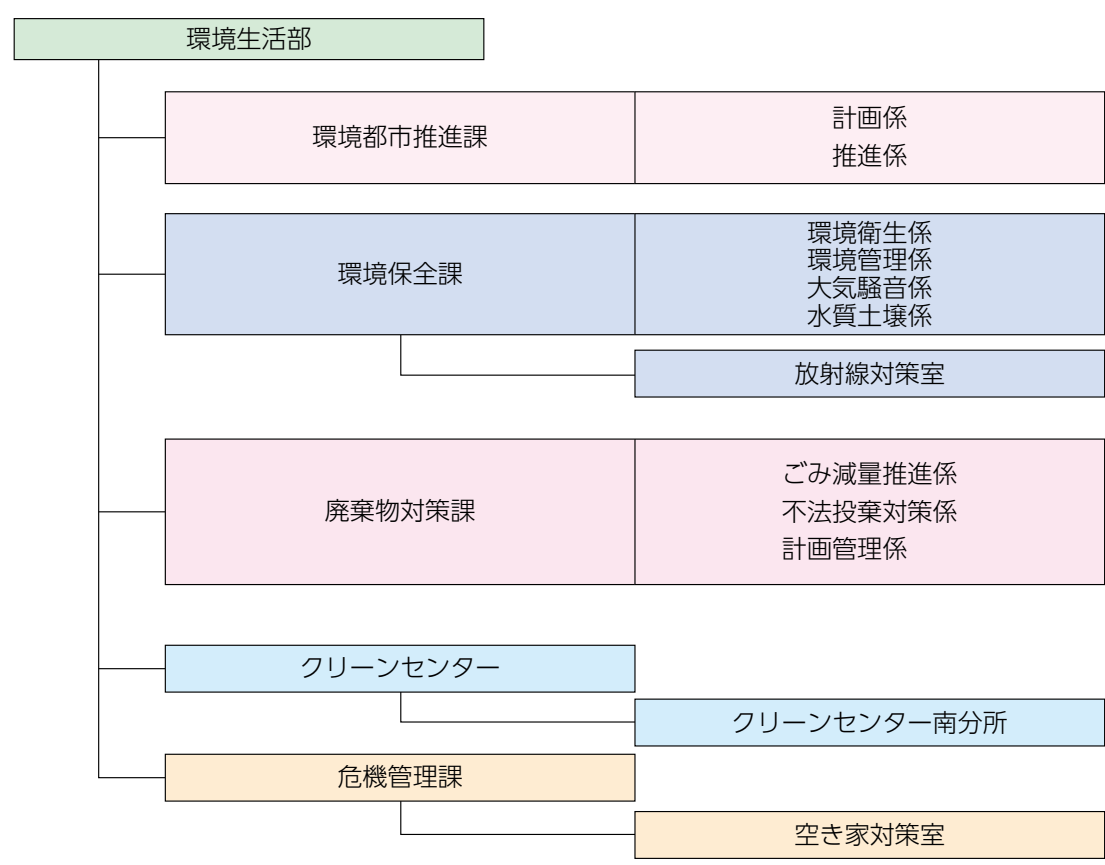 環境生活部
環境都市推進課
計画係
推進係
環境保全課
環境衛生係
環境管理係
大気騒音係
水質土壌係
放射線対策室
廃棄物対策課
ごみ減量推進係
不法投棄対策係
計画管理係
クリーンセンター
クリーンセンター南分所
危機管理課
空き家対策室